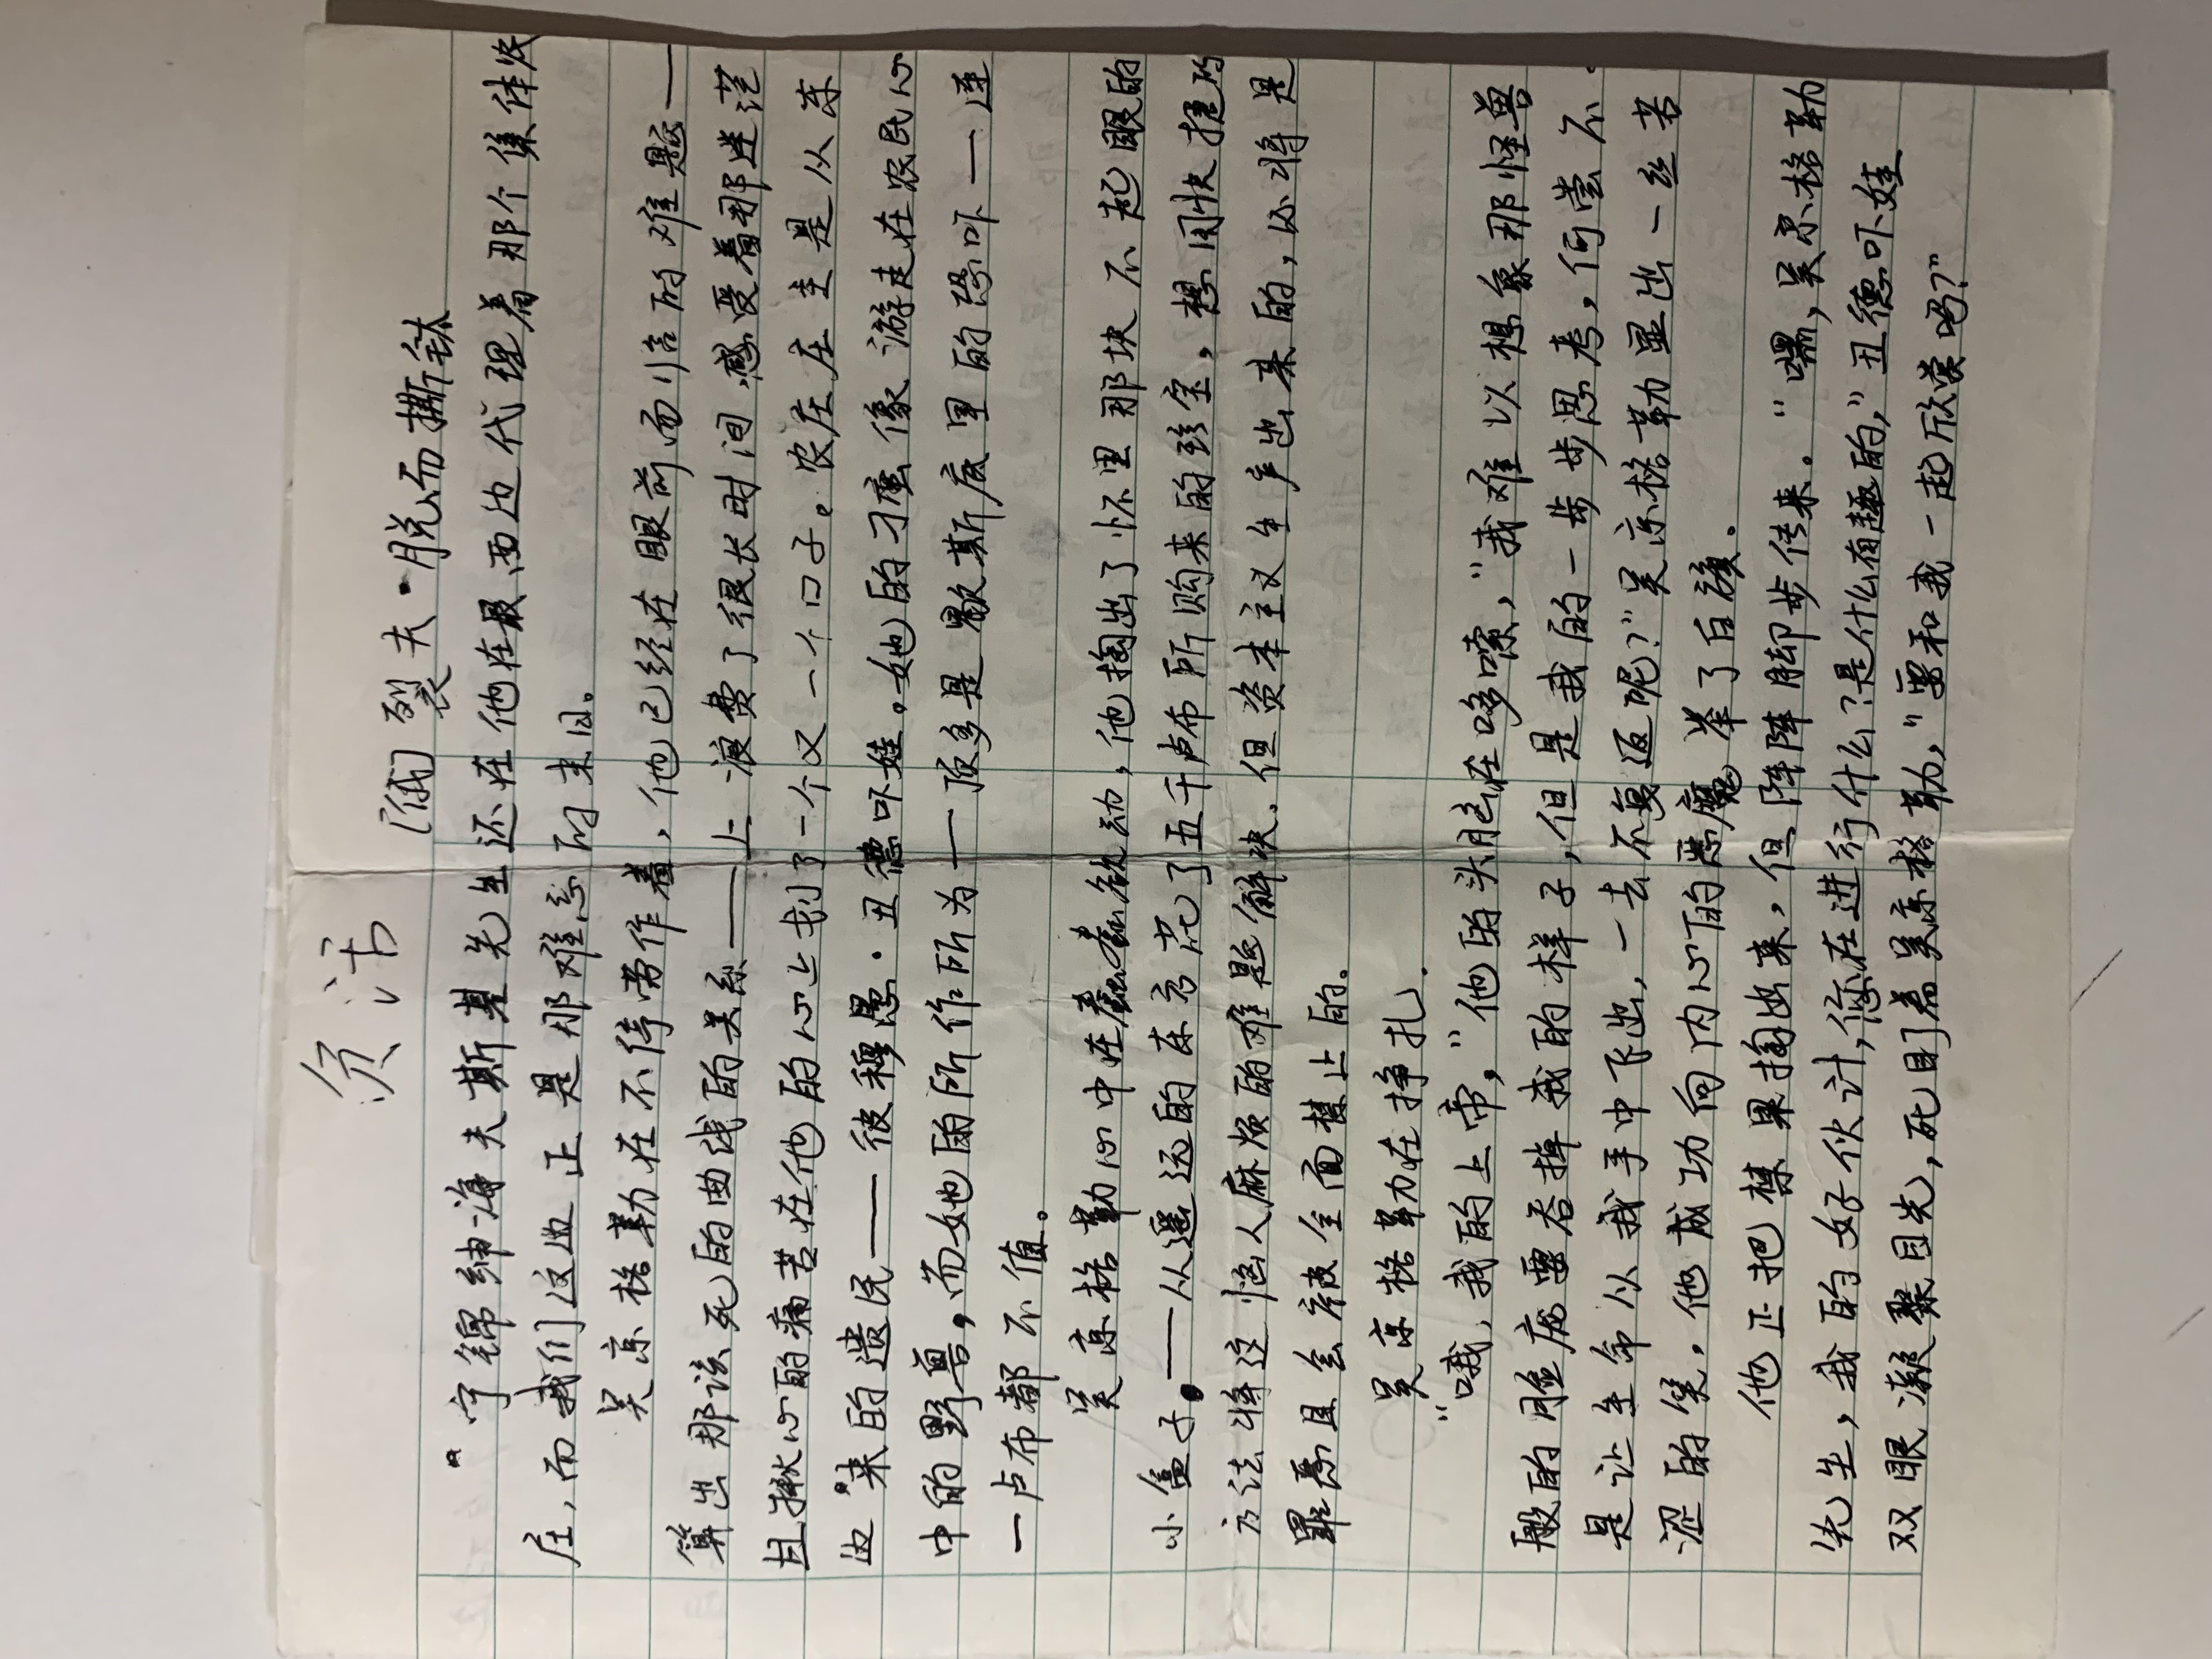 负活
[俄] 裂夫·脱而撕钛
"宁锦绅海夫斯基先生还在他在最西边代理着那个集体农
庄,而我们这边正是那难忘的末日。
吴京格勒在不停劳作着,他已经在眼前面临的难题——
算出那该死的曲线的关系——上浪费了很长时间,感受着那迷茫
且揪心的痛苦在他的心上划了一个又一个口子。农庄庄主是从东
边来的遗民——彼穆愚·丑德吓娃。她的刁蛮像游走在农民心
中的野兽,而她的所作所为—顶多是歇斯底里的恐吓—连
一卢布都不值。
吴京格勒心中在蠢蠢欲动,他掏出了怀里那块不起眼的
小盒子。——从遥远的东方花了五千卢布所购来的珍宝,想用快捷的
方法将这恼人麻烦的难题解决。但资本主义生产出来的,必将是
罪恶且会被全面禁止的。
吴京格勒在挣扎.
"哦,我的上帝,"他的头脑在哆嗦,"我难以想象那怪兽
般的脸庞要吞掉我的样子,但是我的一步步思考,何尝不
是让生命从我手中飞出,一去不复返呢?"吴京格勒显出一丝苦
涩的笑,他成功向内心的恶魔举了白旗。
他正把禁果掏出来,但阵阵脚步传来。"嘿,吴京格勒
先生,我的好伙计,您在进行什么?是什么有趣的,"丑德吓娃
双眼凝聚目光,死盯着吴京格勒,"要和我一起欣赏吗?"